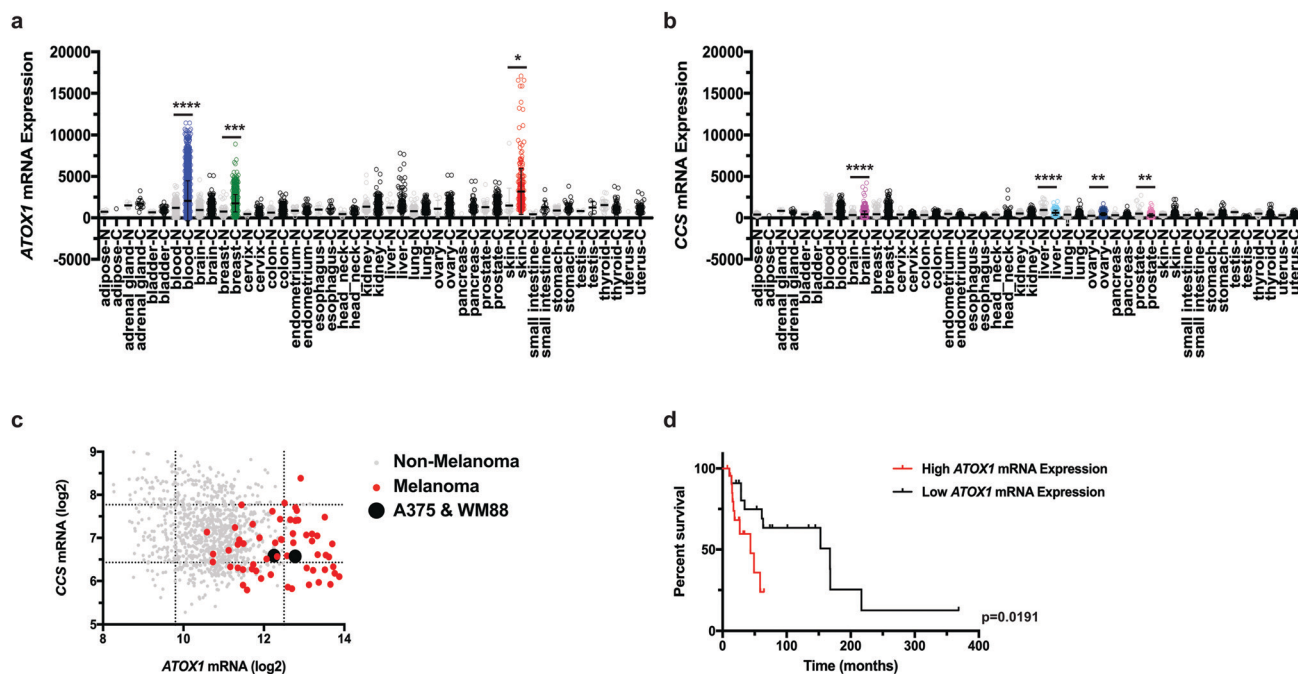 a
ATOX1 mRNA Expression
20000
15000
10000
5000
0
-5000
****
***
*
adipose-N
adipose-C
adrenal gland-N
adrenal gland-C
bladder-N
bladder-C
blood-N
blood-C
brain-N
brain-C
breast-N
breast-C
cervix-N
cervix-C
colon-N
colon-C
endometrium-N
endometrium-C
esophagus-N
esophagus-C
head_neck-N
head_neck-C
kidney-N
kidney-C
liver-N
liver-C
lung-N
lung-C
ovary-N
ovary-C
pancreas-N
pancreas-C
prostate-N
prostate-C
skin-N
skin-C
small intestine-N
small intestine-C
stomach-N
stomach-C
testis-N
testis-C
thyroid-N
thyroid-C
uterus-N
uterus-C
b
CCS mRNA Expression
20000
15000
10000
5000
0
-5000
****
****
**
**
adipose-N
adipose-C
adrenal gland-N
adrenal gland-C
bladder-N
bladder-C
blood-N
blood-C
brain-N
brain-C
breast-N
breast-C
cervix-N
cervix-C
colon-N
colon-C
endometrium-N
endometrium-C
esophagus-N
esophagus-C
head_neck-N
head_neck-C
kidney-N
kidney-C
liver-N
liver-C
lung-N
lung-C
ovary-N
ovary-C
pancreas-N
pancreas-C
prostate-N
prostate-C
skin-N
skin-C
small intestine-N
small intestine-C
stomach-N
stomach-C
testis-N
testis-C
thyroid-N
thyroid-C
uterus-N
uterus-C
c
CCS mRNA (log2)
9
8
7
6
5
8
10
12
14
ATOX1 mRNA (log2)
Non-Melanoma
Melanoma
A375 & WM88
d
Percent survival
100
50
0
0
100
200
300
400
Time (months)
High ATOX1 mRNA Expression
Low ATOX1 mRNA Expression
p=0.0191